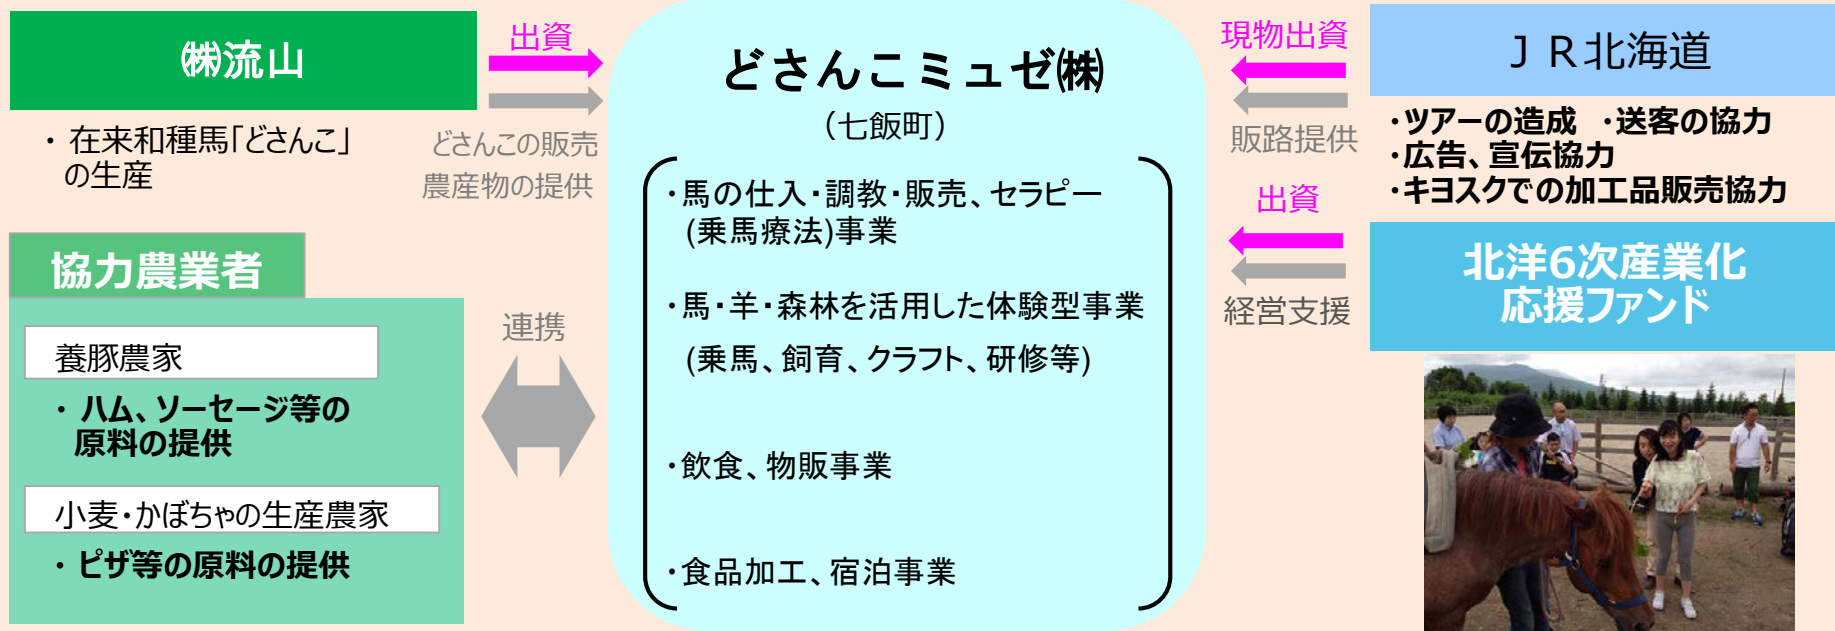 ㈱流山
・ 在来和種馬「どさんこ」
の生産
出資
どさんこの販売
農産物の提供
協力農業者
養豚農家
・ ハム、ソーセージ等の
原料の提供
小麦・かぼちゃの生産農家
・ ピザ等の原料の提供
連携
どさんこミュゼ㈱
（七飯町）
・馬の仕入・調教・販売、セラピー
(乗馬療法)事業
・馬・羊・森林を活用した体験型事業
(乗馬、飼育、クラフト、研修等)
・飲食、物販事業
・食品加工、宿泊事業
現物出資
販路提供
出資
経営支援
ＪＲ北海道
・ツアーの造成　・送客の協力
・広告、宣伝協力
・キヨスクでの加工品販売協力
北洋6次産業化
応援ファンド